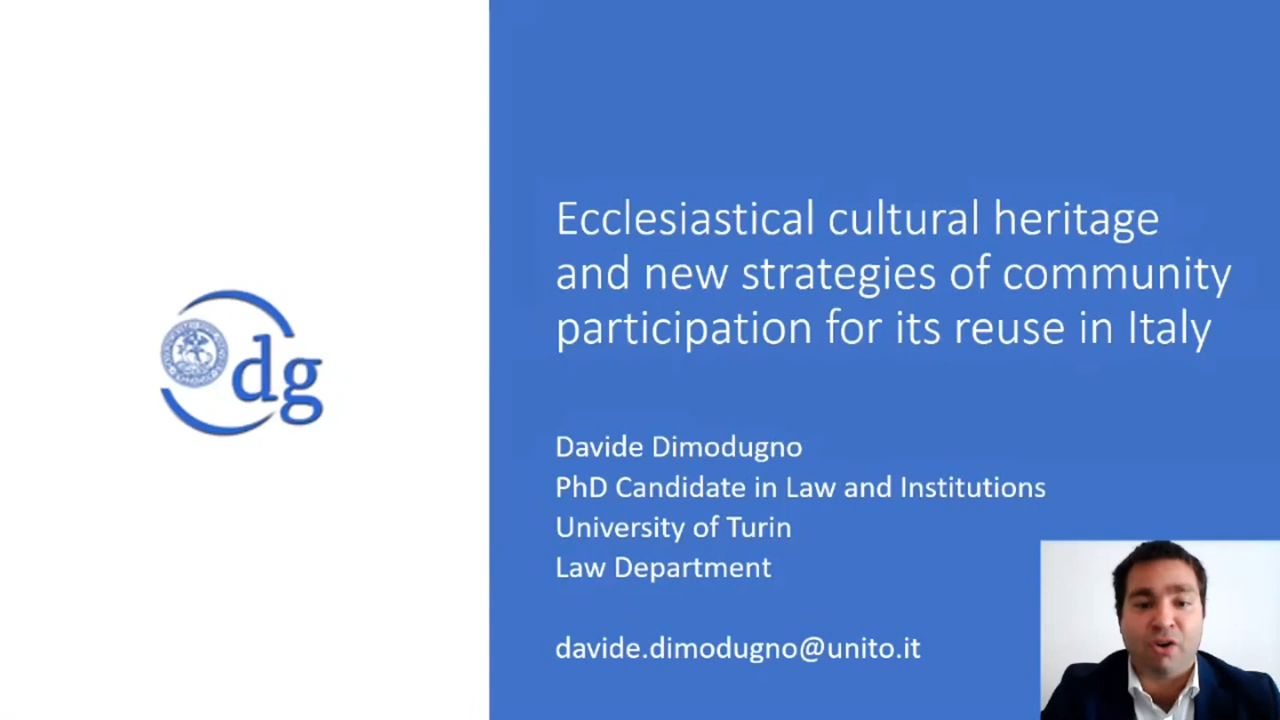 dg
Ecclesiastical cultural heritage
and new strategies of community
participation for its reuse in Italy
Davide Dimodugno
PhD Candidate in Law and Institutions
University of Turin
Law Department
davide.dimodugno@unito.it